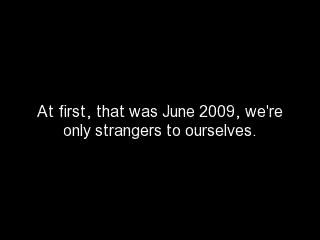 At first, that was June 2009, we're
only strangers to ourselves.